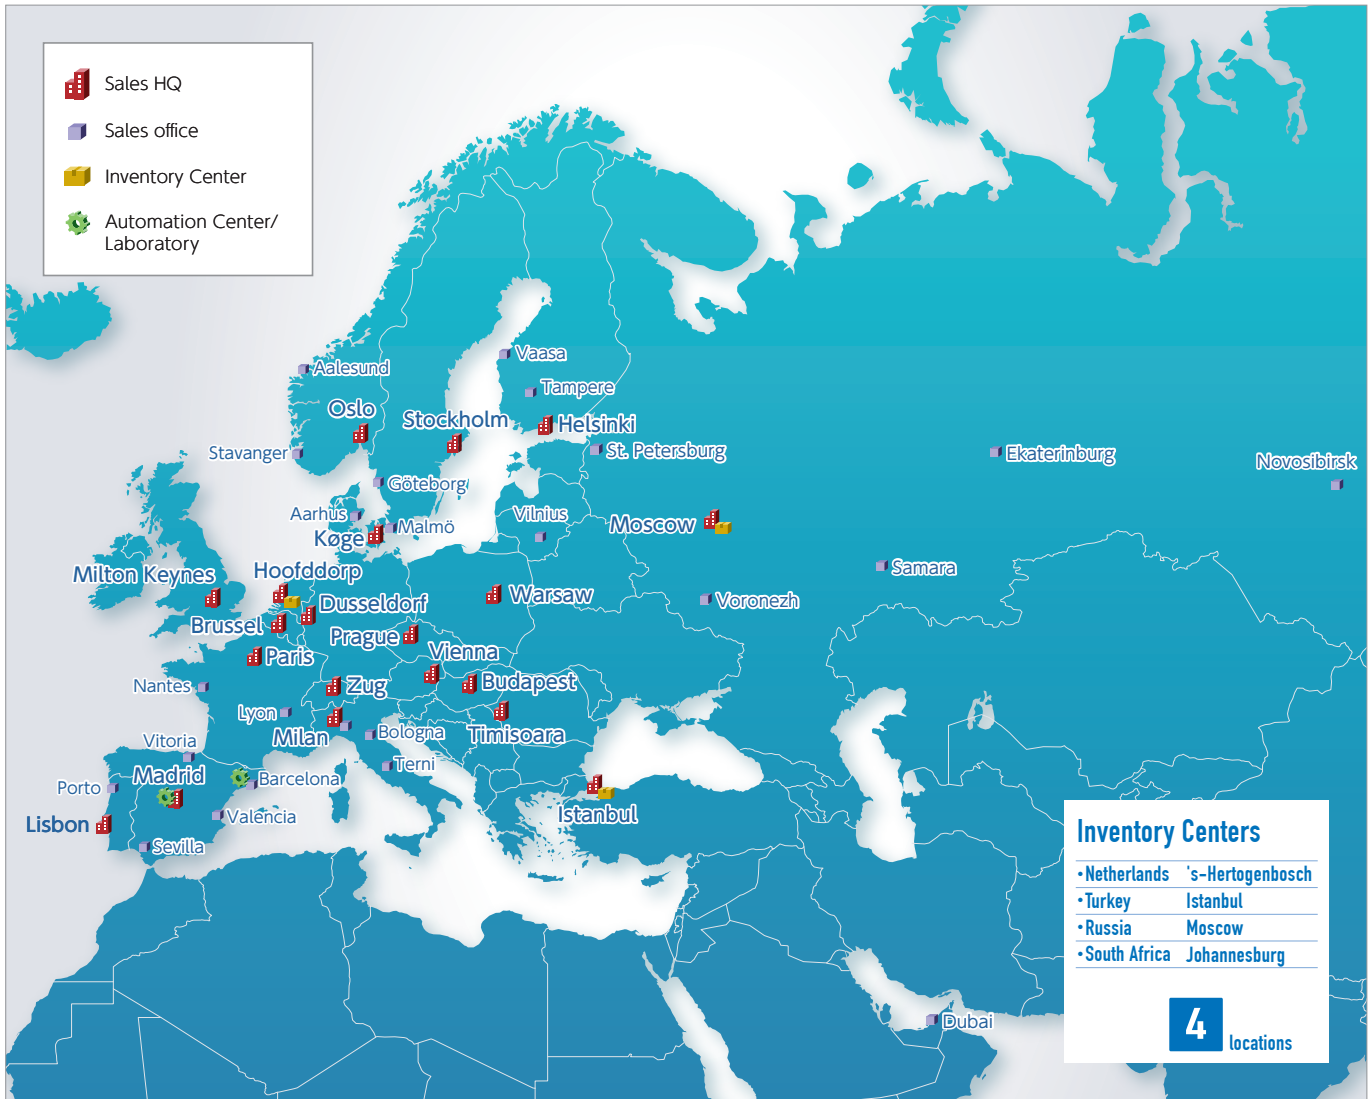 Sales HQ
Sales office
Inventory Center
Automation Center/
Laboratory
Vaasa
Aalesund
Tampere
Oslo
Stockholm
Helsinki
Stavanger
St. Petersburg
Ekaterinburg
Novosibirsk
Göteborg
Aarhus
Malmö
Vilnius
Moscow
Køge
Hoofddorp
Milton Keynes
Samara
Dusseldorf
Warsaw
Voronezh
Brussel
Prague
Paris
Vienna
Nantes
Zug
Budapest
Lyon
Milan
Bologna
Timisoara
Vitoria
Terni
Madrid
Barcelona
Porto
Valencia
Istanbul
Lisbon
Sevilla
Dubai
Inventory Centers
•Netherlands 's-Hertogenbosch
•Turkey Istanbul
•Russia Moscow
•South Africa Johannesburg
4 locations